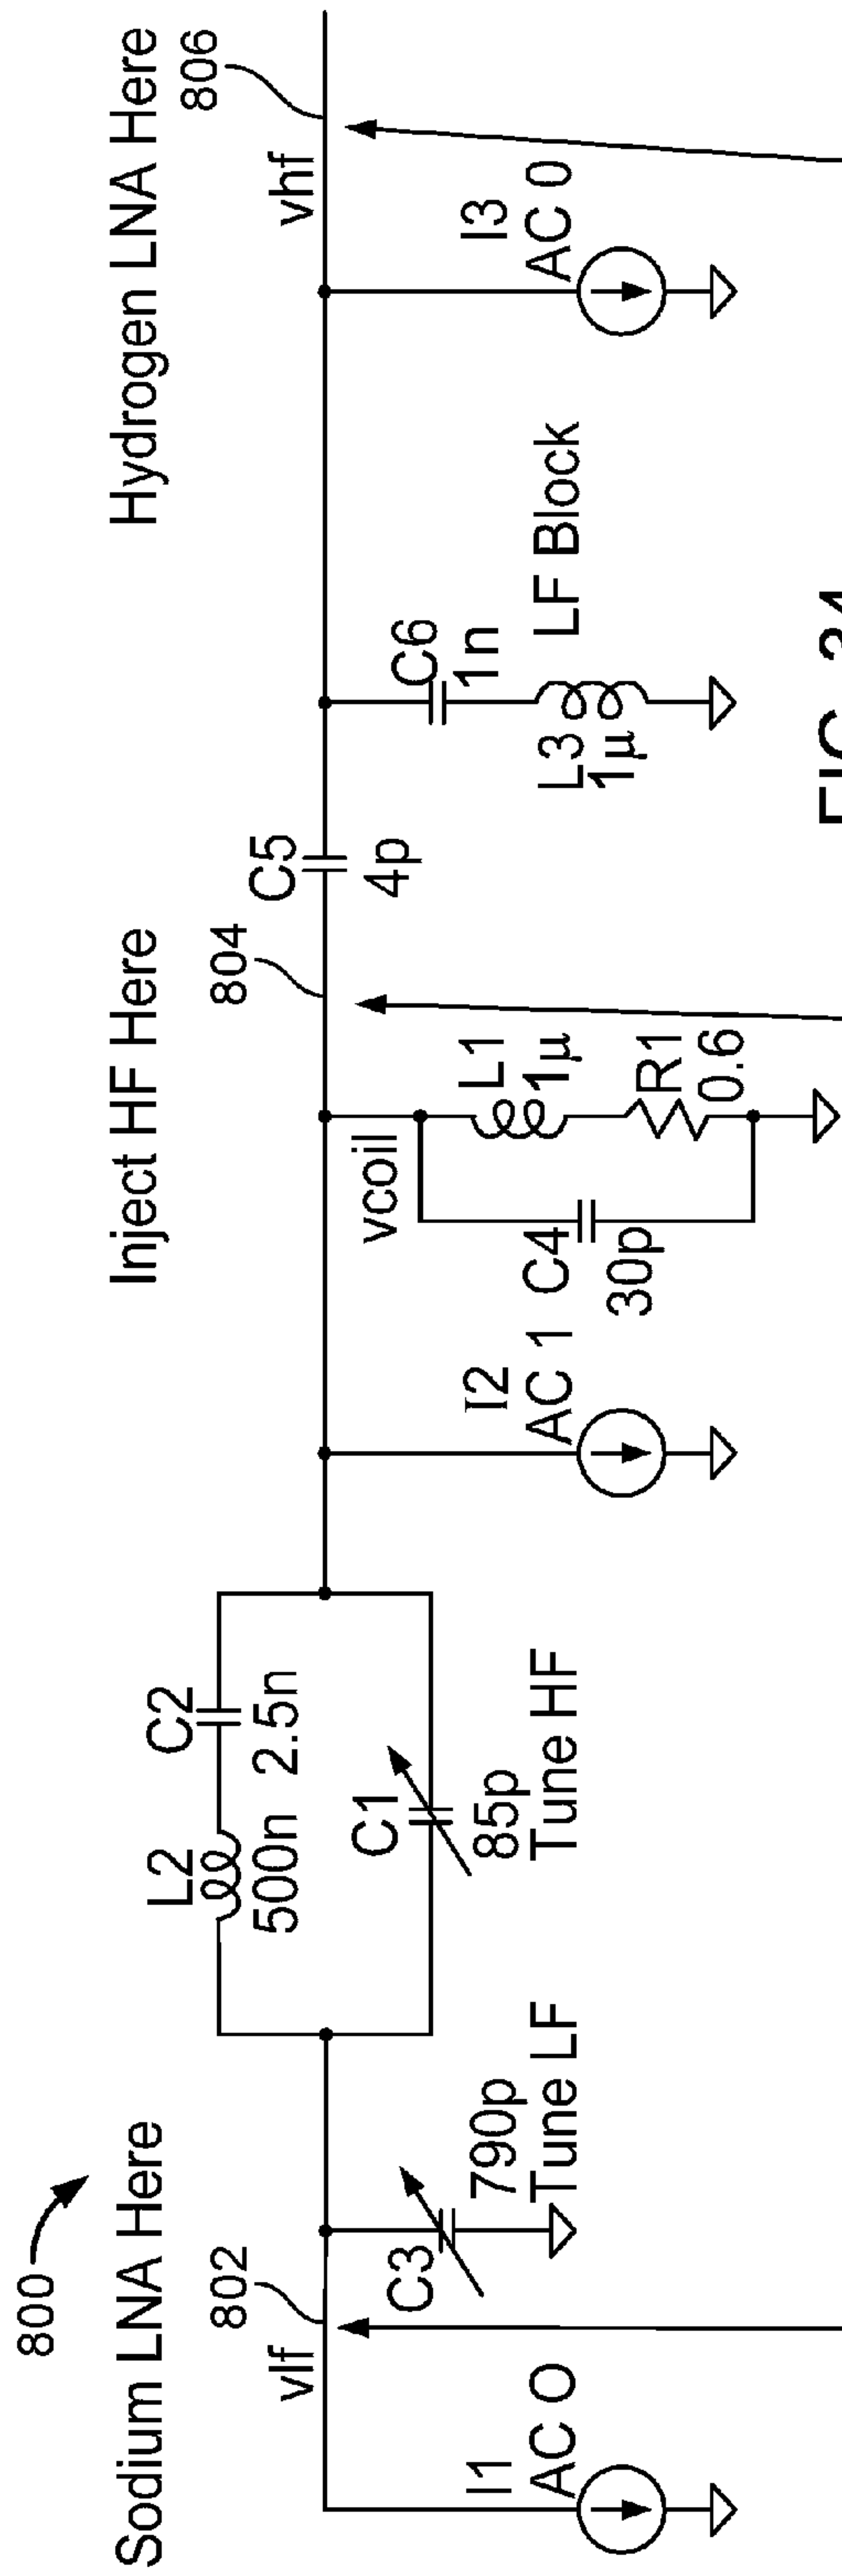 800
Sodium LNA Here
Inject HF Here
Hydrogen LNA Here
802
vlf
804
806
vhf
I1
AC O
C3
790p
Tune LF
L2
500n
C2
2.5n
C1
85p
Tune HF
I2
AC 1
vcoil
C4
30p
L1
1μ
R1
0.6
C5
4p
C6
1n
L3
1μ
LF Block
I3
AC 0